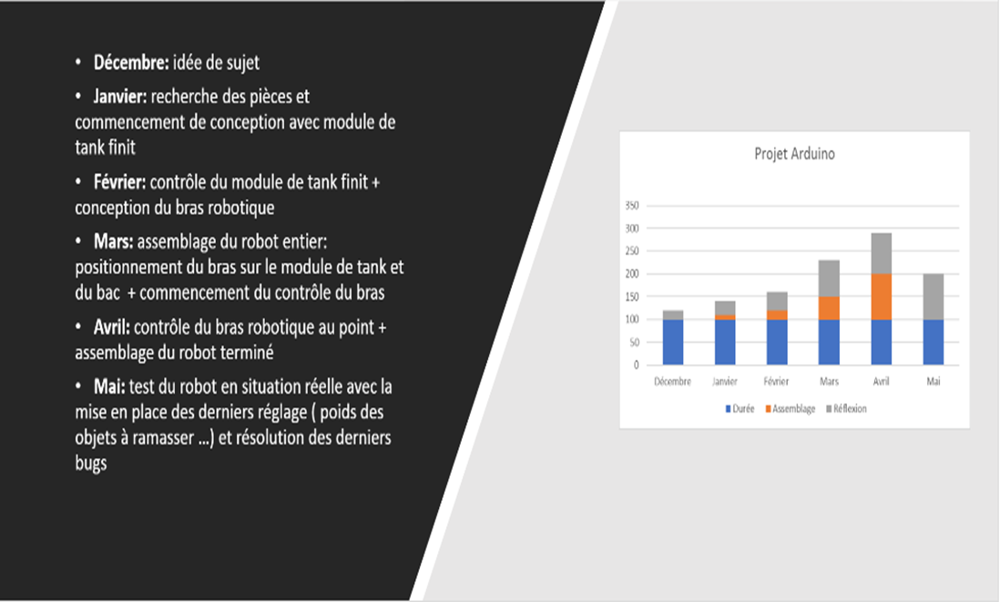 • Décembre: idée de sujet
• Janvier: recherche des pièces et
commencement de conception avec module de
tank finit
• Février: contrôle du module de tank finit +
conception du bras robotique
• Mars: assemblage du robot entier:
positionnement du bras sur le module de tank et
du bac + commencement du contrôle du bras
• Avril: contrôle du bras robotique au point +
assemblage du robot terminé
• Mai: test du robot en situation réelle avec la
mise en place des derniers réglage ( poids des
objets à ramasser ...) et résolution des derniers
bugs
Projet Arduino
350
300
250
200
150
100
50
0
Décembre Janvier Février Mars Avril Mai
Durée Assemblage Réflexion